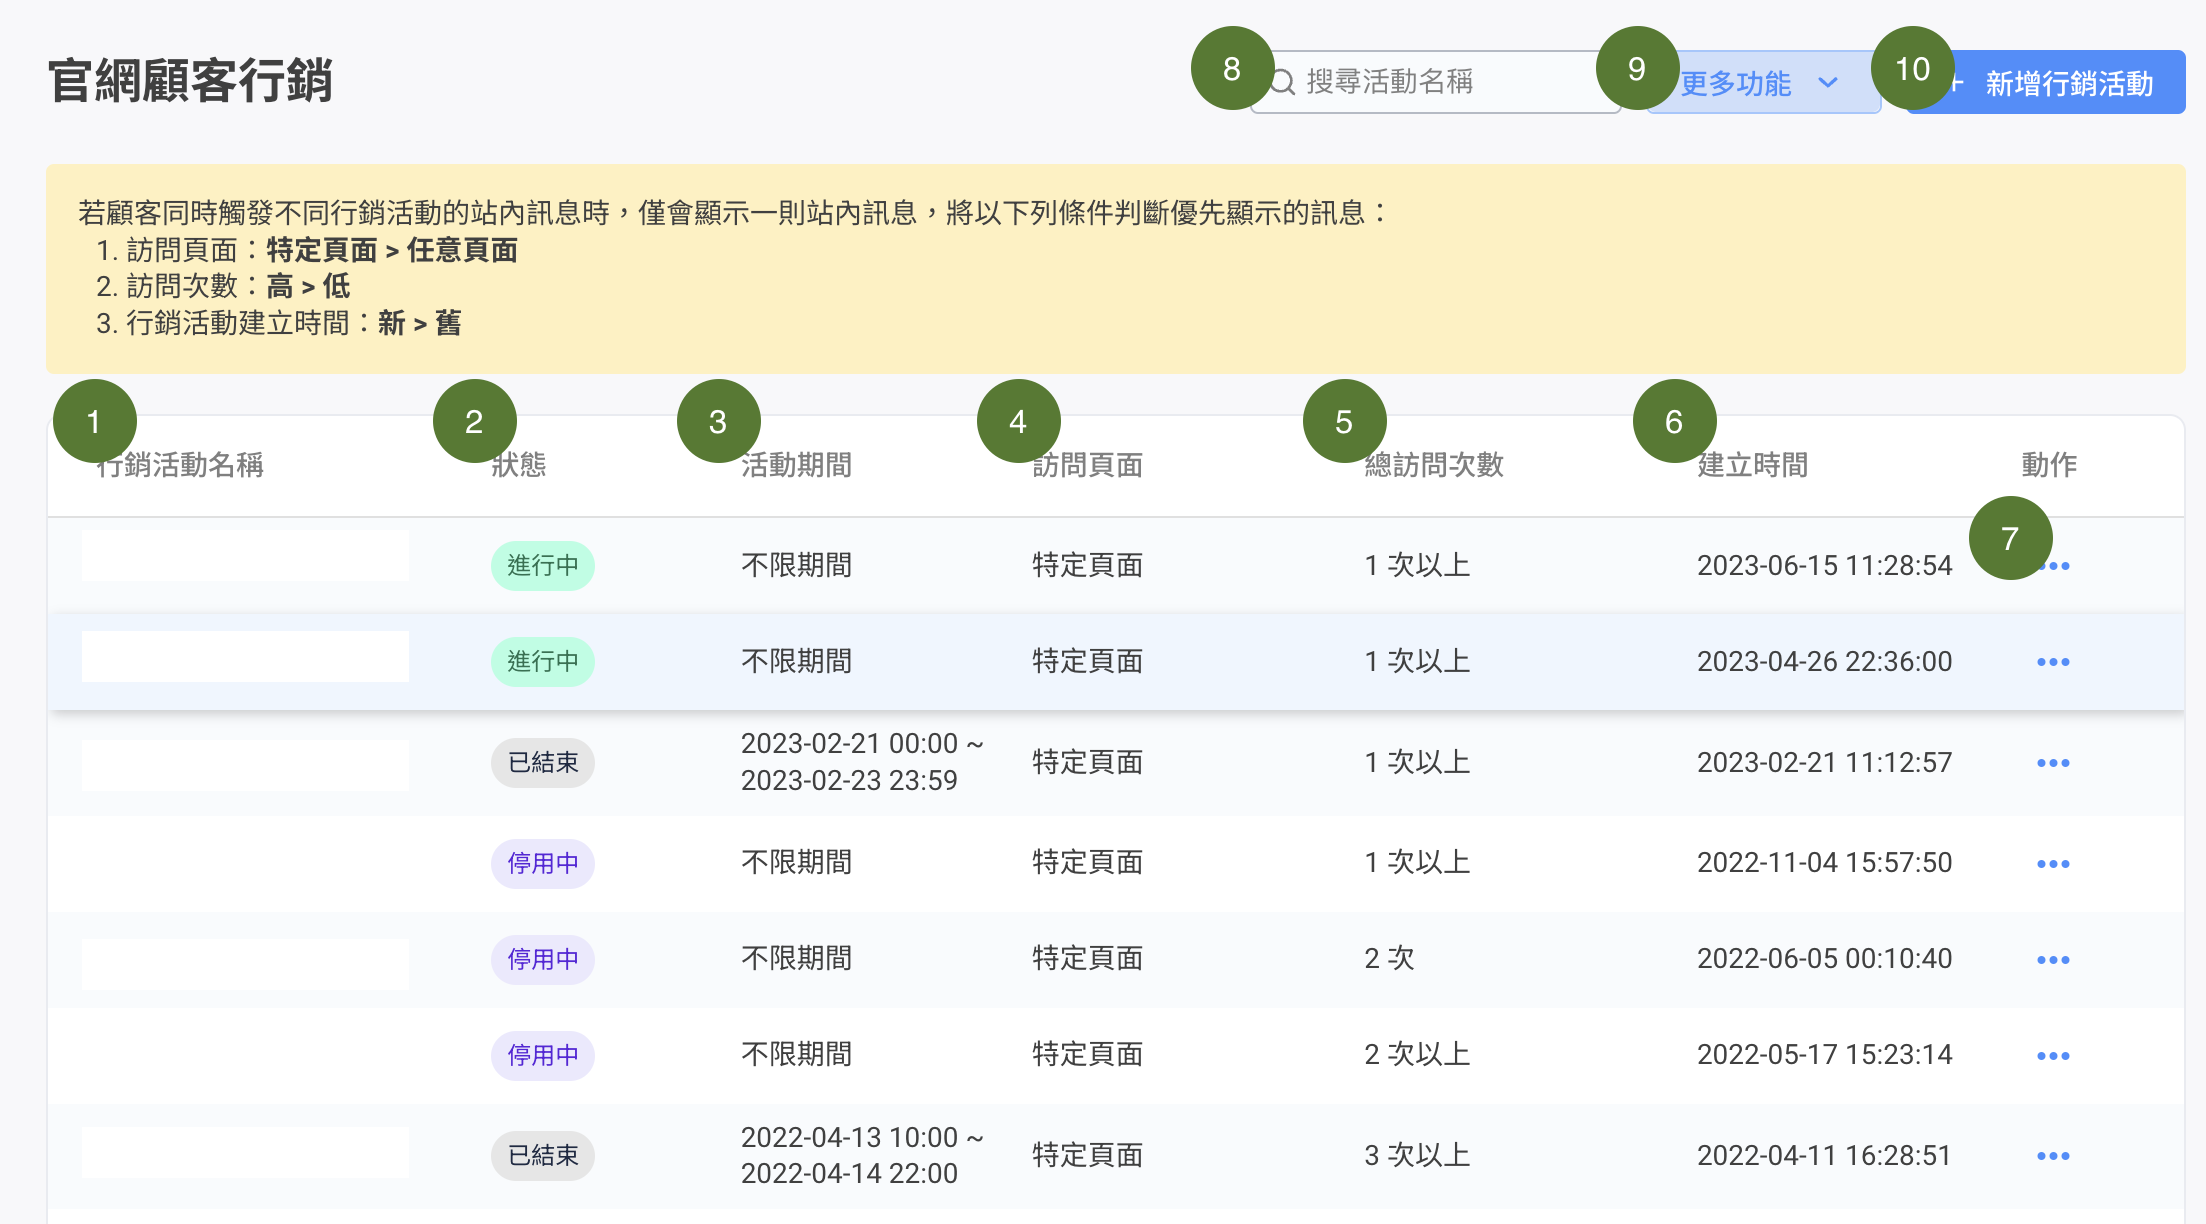 官網顧客行銷
8
搜尋活動名稱
9
更多功能
10
新增行銷活動
若顧客同時觸發不同行銷活動的站內訊息時，僅會顯示一則站內訊息，將以下列條件判斷優先顯示的訊息：
1. 訪問頁面：特定頁面 > 任意頁面
2. 訪問次數：高 > 低
3. 行銷活動建立時間：新 > 舊
1
2
3
4
5
6
行銷活動名稱 狀態 活動期間 訪問頁面 總訪問次數 建立時間 動作
7
進行中 不限期間 特定頁面 1 次以上 2023-06-15 11:28:54
進行中 不限期間 特定頁面 1 次以上 2023-04-26 22:36:00
已結束 2023-02-21 00:00 ~ 特定頁面 1 次以上 2023-02-21 11:12:57
2023-02-23 23:59
停用中 不限期間 特定頁面 1 次以上 2022-11-04 15:57:50
停用中 不限期間 特定頁面 2 次 2022-06-05 00:10:40
停用中 不限期間 特定頁面 2 次以上 2022-05-17 15:23:14
已結束 2022-04-13 10:00 ~ 特定頁面 3 次以上 2022-04-11 16:28:51
2022-04-14 22:00